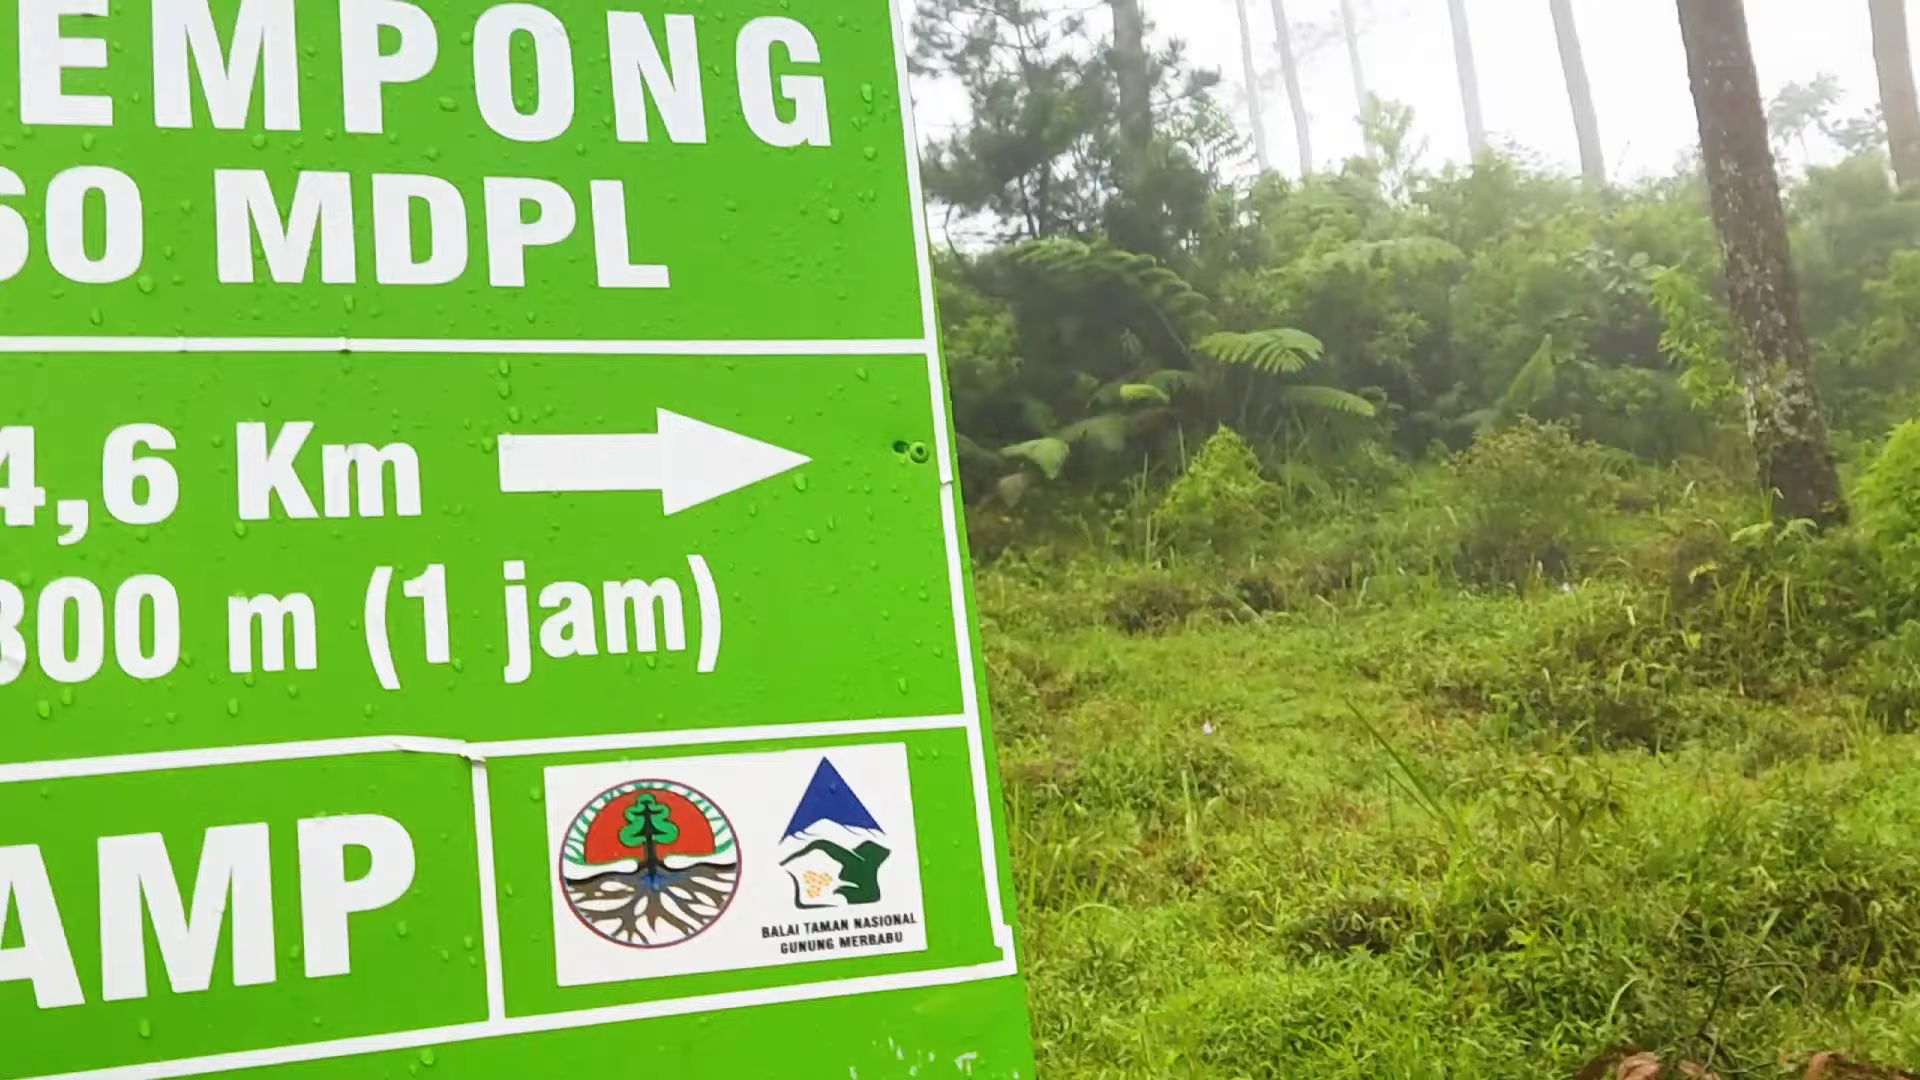 EMPONG
60 MDPL
4,6 Km
300 m (1 jam)
AMP
BALAI TAMAN NASIONAL
GUNUNG MERBABU